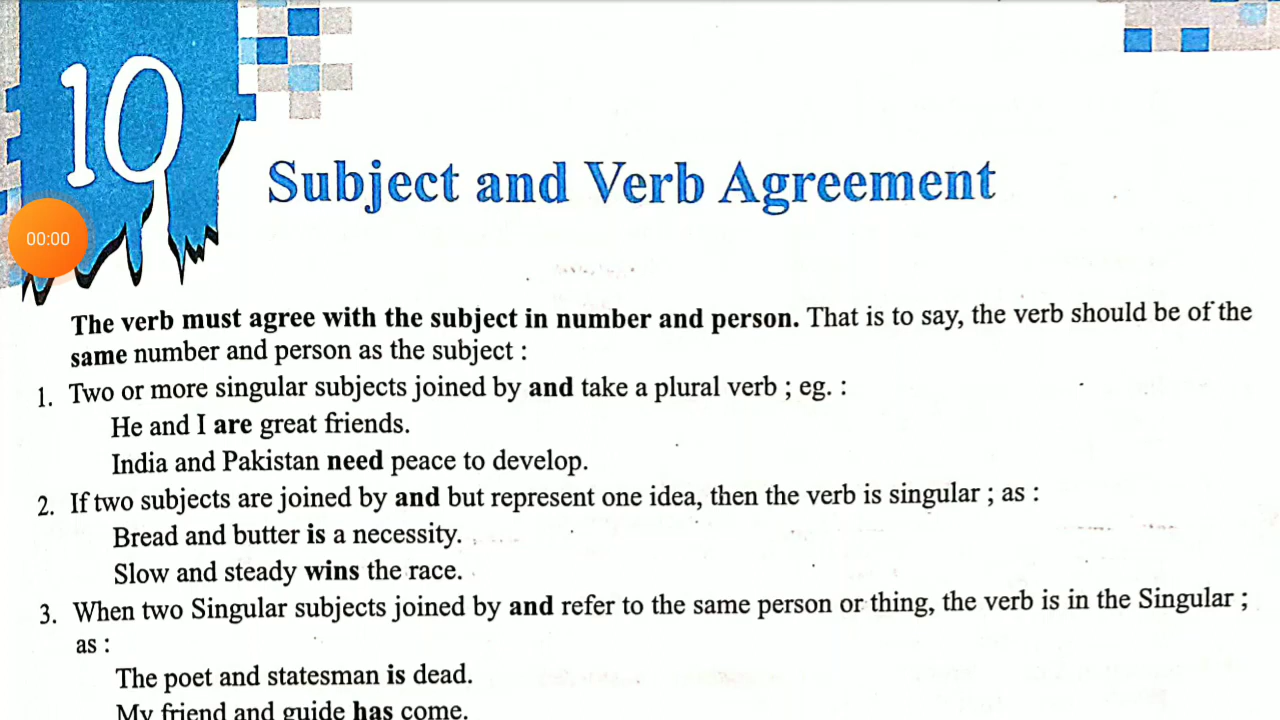 10
Subject and Verb Agreement
00:00
The verb must agree with the subject in number and person. That is to say, the verb should be of the
same number and person as the subject :
1. Two or more singular subjects joined by and take a plural verb ; eg. :
He and I are great friends.
India and Pakistan need peace to develop.
2. If two subjects are joined by and but represent one idea, then the verb is singular ; as :
Bread and butter is a necessity.
Slow and steady wins the race.
3. When two Singular subjects joined by and refer to the same person or thing, the verb is in the Singular ;
as :
The poet and statesman is dead.
My friend and guide has come.